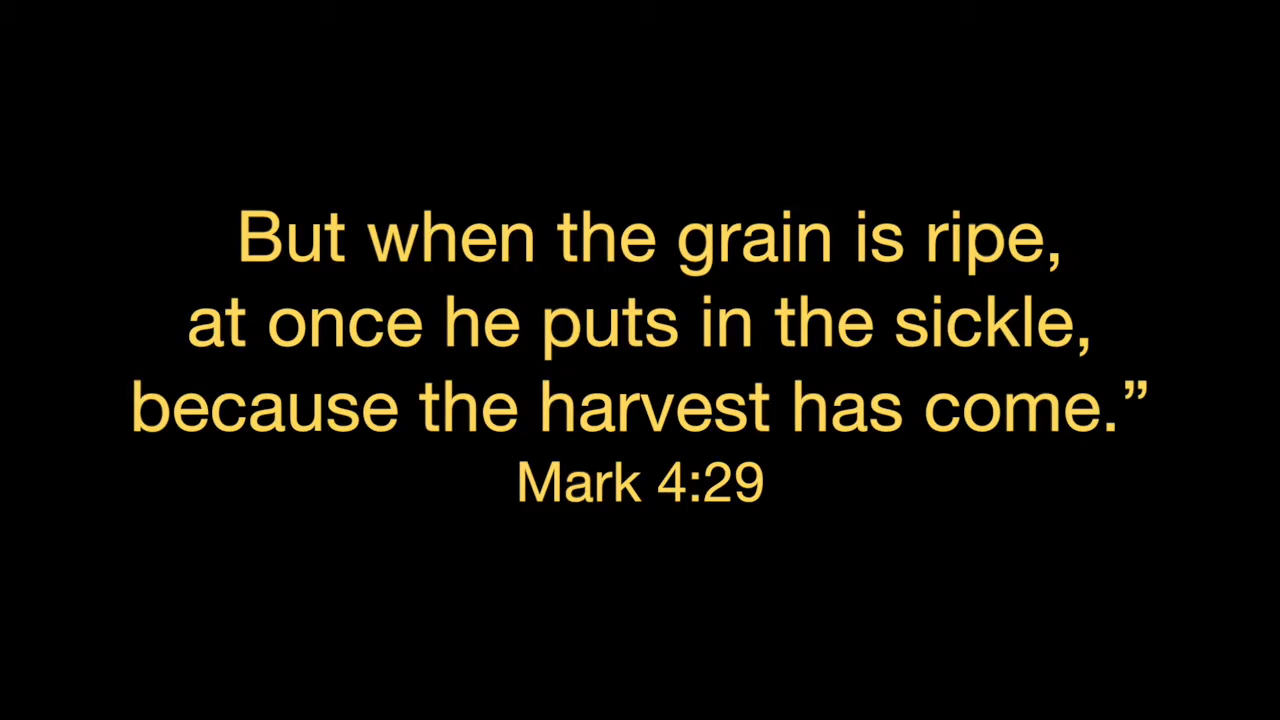 But when the grain is ripe,
at once he puts in the sickle,
because the harvest has come.”
Mark 4:29